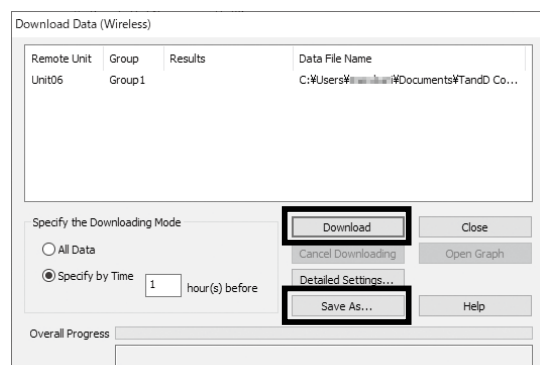 Download Data (Wireless)
Remote Unit Group Results Data File Name
Unit06 Group1 C:¥Users¥ ¥Documents¥TandD Co...
Specify the Downloading Mode
All Data
Specify by Time 1 hour(s) before
Download Close
Cancel Downloading Open Graph
Detailed Settings...
Save As... Help
Overall Progress